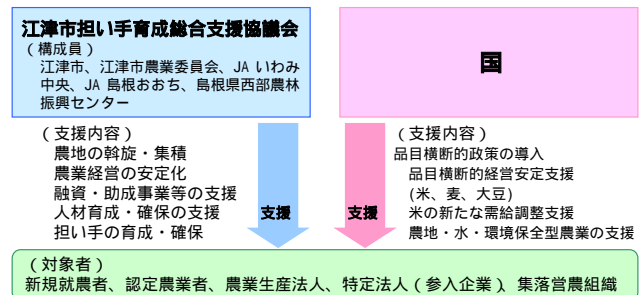 江津市担い手育成総合支援協議会
(構成員)
江津市、江津市農業委員会、JA いわみ
中央、JA 島根おおち、島根県西部農林
振興センター
国
(支援内容)
農地の斡旋・集積
農業経営の安定化
融資・助成事業等の支援
人材育成・確保の支援
担い手の育成・確保
支援
支援
(支援内容)
品目横断的政策の導入
品目横断的経営安定支援
(米、麦、大豆)
米の新たな需給調整支援
農地・水・環境保全型農業の支援
(対象者)
新規就農者、認定農業者、農業生産法人、特定法人(参入企業)、集落営農組織